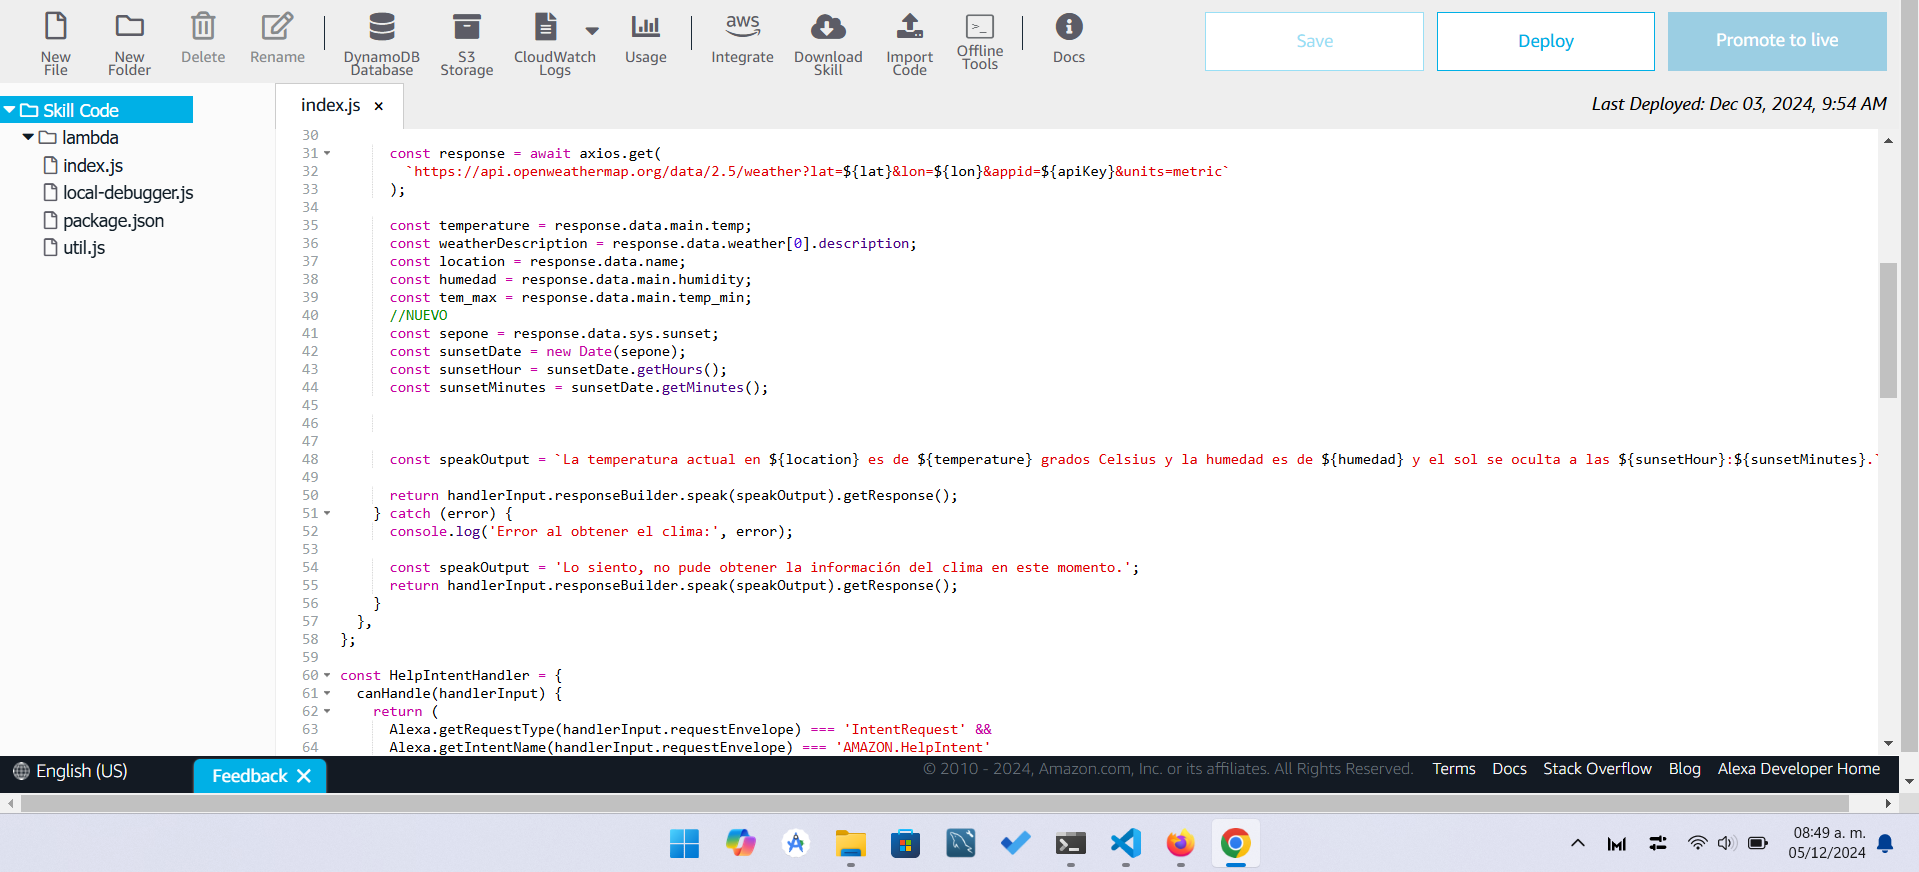 New File
New Folder
Delete
Rename
DynamoDB Database
S3 Storage
CloudWatch Logs
Usage
aws
Integrate
Download Skill
Import Code
Offline Tools
Docs
Save
Deploy
Promote to live
Skill Code
lambda
index.js
local-debugger.js
package.json
util.js
index.js ×
Last Deployed: Dec 03, 2024, 9:54 AM
30
31 const response = await axios.get(
32 `https://api.openweathermap.org/data/2.5/weather?lat=${lat}&lon=${lon}&appid=${apiKey}&units=metric`
33 );
34
35 const temperature = response.data.main.temp;
36 const weatherDescription = response.data.weather[0].description;
37 const location = response.data.name;
38 const humedad = response.data.main.humidity;
39 const tem_max = response.data.main.temp_min;
40 //NUEVO
41 const sepone = response.data.sys.sunset;
42 const sunsetDate = new Date(sepone);
43 const sunsetHour = sunsetDate.getHours();
44 const sunsetMinutes = sunsetDate.getMinutes();
45
46
47
48 const speakOutput = `La temperatura actual en ${location} es de ${temperature} grados Celsius y la humedad es de ${humedad} y el sol se oculta a las ${sunsetHour}:${sunsetMinutes}.`
49
50 return handlerInput.responseBuilder.speak(speakOutput).getResponse();
51 } catch (error) {
52 console.log('Error al obtener el clima:', error);
53
54 const speakOutput = 'Lo siento, no pude obtener la información del clima en este momento.';
55 return handlerInput.responseBuilder.speak(speakOutput).getResponse();
56 }
57 },
58 };
59
60 const HelpIntentHandler = {
61 canHandle(handlerInput) {
62 return (
63 Alexa.getRequestType(handlerInput.requestEnvelope) === 'IntentRequest' &&
64 Alexa.getIntentName(handlerInput.requestEnvelope) === 'AMAZON.HelpIntent'
English (US)
Feedback
© 2010 - 2024, Amazon.com, Inc. or its affiliates. All Rights Reserved.
Terms
Docs
Stack Overflow
Blog
Alexa Developer Home
08:49 a. m.
05/12/2024